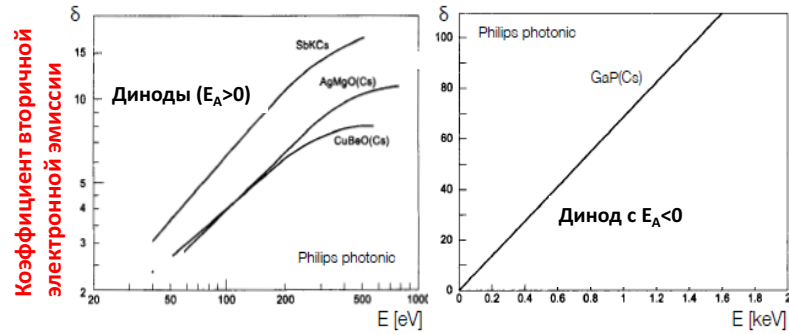 Коэффициент вторичной
электронной эмиссии
δ
15
10
5
4
3
2
SbKCs
AgMgO(Cs)
CuBeO(Cs)
Диноды (EA>0)
Philips photonic
20
50
100
200
500
1000
E [eV]
δ
100
80
60
40
20
0
Philips photonic
GaP(Cs)
Динод с EA<0
0
0.2
0.4
0.6
0.8
1
1.2
1.4
1.6
1.8
2
E [keV]